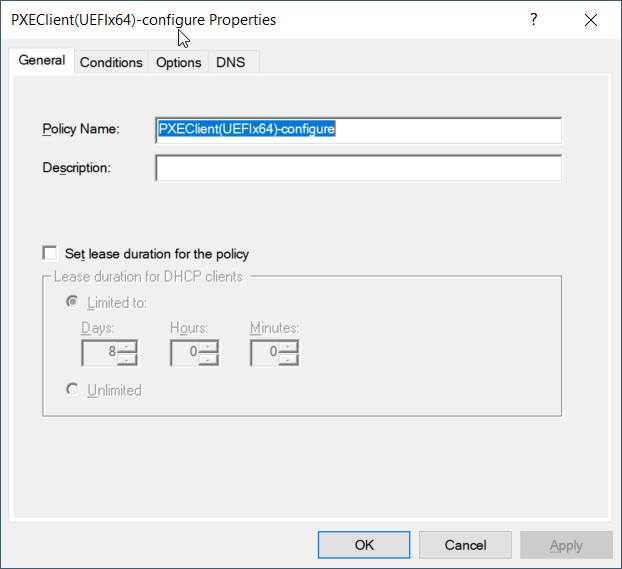 PXEClient(UEFIx64)-configure Properties ?
General Conditions Options DNS
Policy Name: PXEClient(UEFIx64)-configure
Description:
Set lease duration for the policy
Lease duration for DHCP clients
Limited to:
Days: Hours: Minutes:
8 0 0
Unlimited
OK Cancel Apply